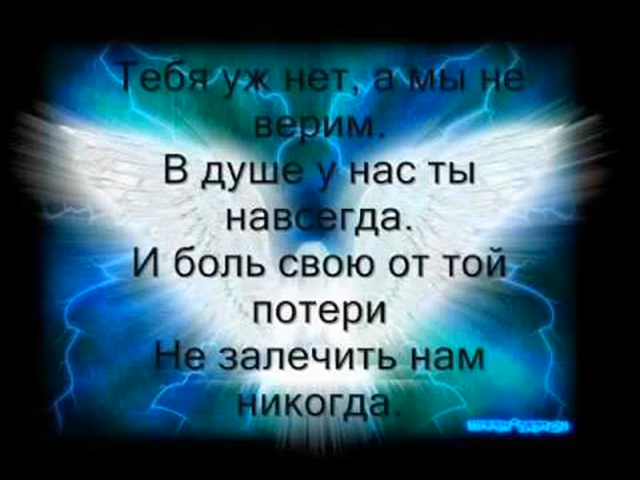 Тебя уж нет, а мы не
верим.
В душе у нас ты
навсегда.
И боль свою от той
потери
Не залечить нам
никогда.